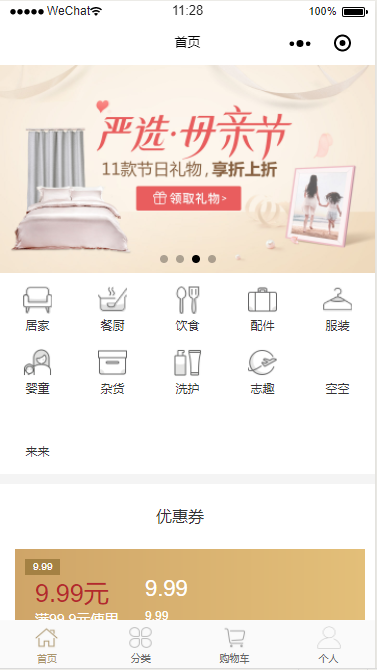 ●●●●● WeChat 11:28 100%
首页
严选·母亲节
11款节日礼物,享折上折
领取礼物>
居家 餐厨 饮食 配件 服装
婴童 杂货 洗护 志趣 空空
来来
优惠券
9.99
9.99元 9.99
满99.9元使用 9.99
首页 分类 购物车 个人